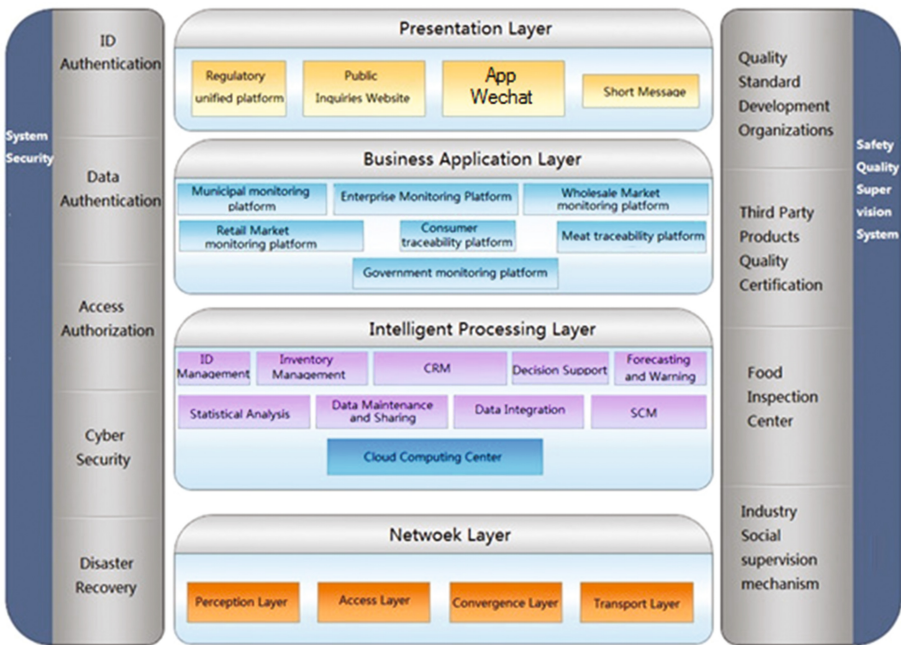 System
Security
ID
Authentication
Data
Authentication
Access
Authorization
Cyber
Security
Disaster
Recovery
Presentation Layer
Regulatory
unified platform
Public
Inquiries Website
App
Wechat
Short Message
Business Application Layer
Municipal monitoring
platform
Enterprise Monitoring Platform
Wholesale Market
monitoring platform
Retail Market
monitoring platform
Consumer
traceability platform
Meat traceability platform
Government monitoring platform
Intelligent Processing Layer
ID
Management
Inventory
Management
CRM
Decision Support
Forecasting
and Warning
Statistical Analysis
Data Maintenance
and Sharing
Data Integration
SCM
Cloud Computing Center
Netwoek Layer
Perception Layer
Access Layer
Convergence Layer
Transport Layer
Quality
Standard
Development
Organizations
Third Party
Products
Quality
Certification
Food
Inspection
Center
Industry
Social
supervision
mechanism
Safety
Quality
Super
vision
System